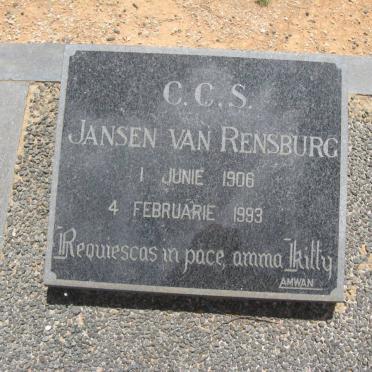 C.C.S.
JANSEN VAN RENSBURG
1 JUNIE 1906
4 FEBRUARIE 1993
Requiescas in pace, amma Kitty
AMWAN